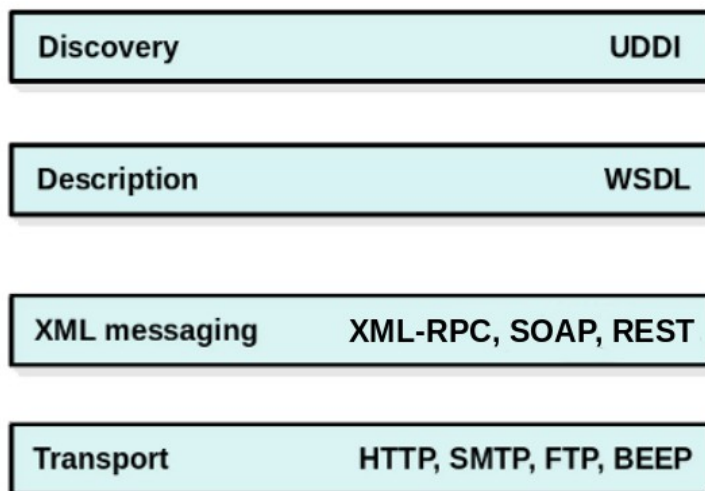 Discovery UDDI
Description WSDL
XML messaging XML-RPC, SOAP, REST
Transport HTTP, SMTP, FTP, BEEP